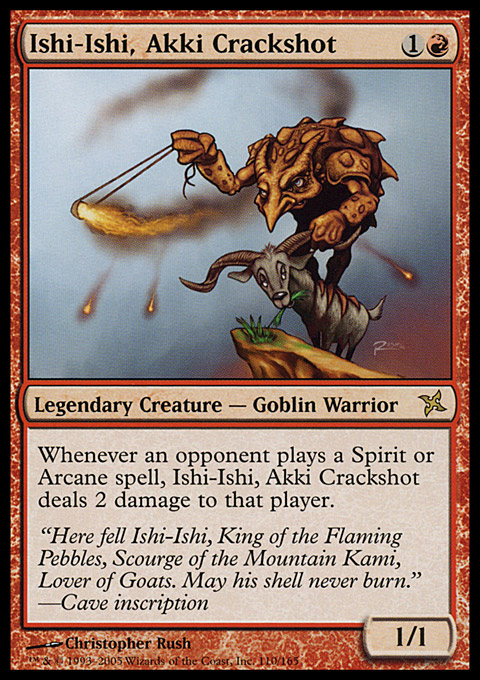 Ishi-Ishi, Akki Crackshot 1
Legendary Creature — Goblin Warrior
Whenever an opponent plays a Spirit or
Arcane spell, Ishi-Ishi, Akki Crackshot
deals 2 damage to that player.
“Here fell Ishi-Ishi, King of the Flaming
Pebbles, Scourge of the Mountain Kami,
Lover of Goats. May his shell never burn.”
—Cave inscription
Christopher Rush
1/1
™ & © 1993–2005 Wizards of the Coast, Inc. 110/165